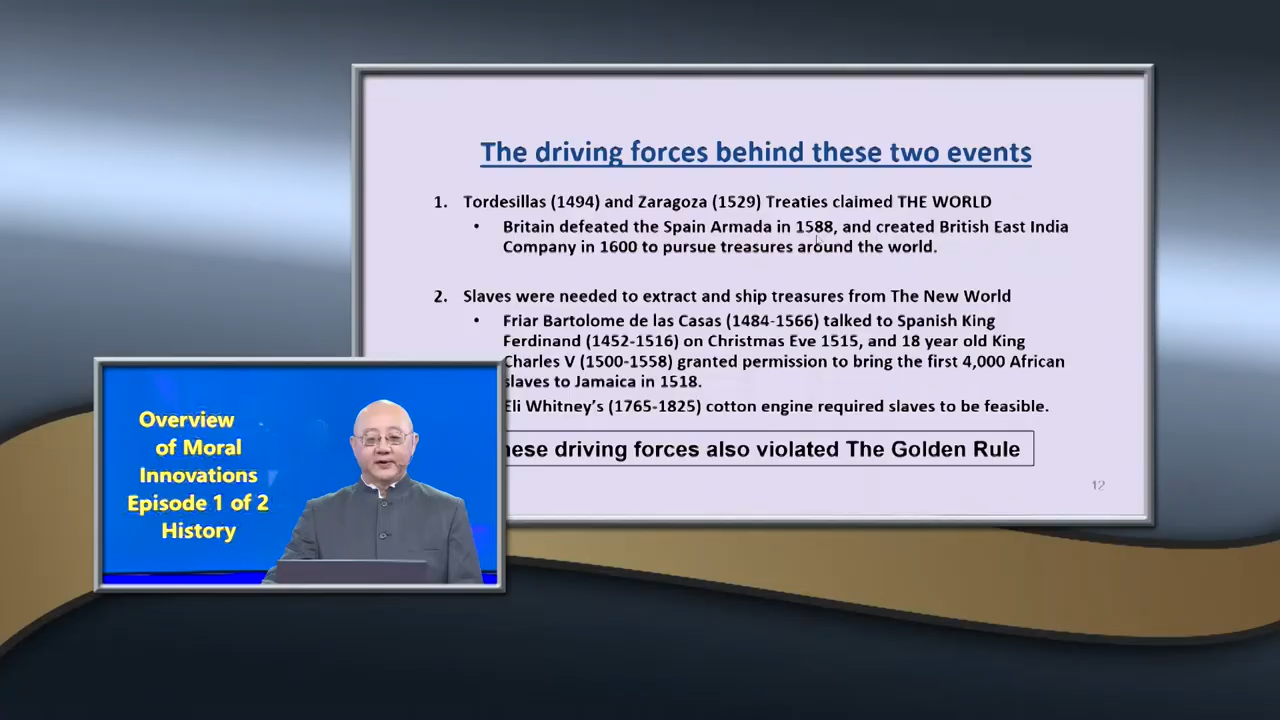 The driving forces behind these two events
1. Tordesillas (1494) and Zaragoza (1529) Treaties claimed THE WORLD
• Britain defeated the Spain Armada in 1588, and created British East India
Company in 1600 to pursue treasures around the world.
2. Slaves were needed to extract and ship treasures from The New World
• Friar Bartolome de las Casas (1484-1566) talked to Spanish King
Ferdinand (1452-1516) on Christmas Eve 1515, and 18 year old King
Charles V (1500-1558) granted permission to bring the first 4,000 African
slaves to Jamaica in 1518.
Eli Whitney's (1765-1825) cotton engine required slaves to be feasible.
hese driving forces also violated The Golden Rule
12
Overview
of Moral
Innovations
Episode 1 of 2
History